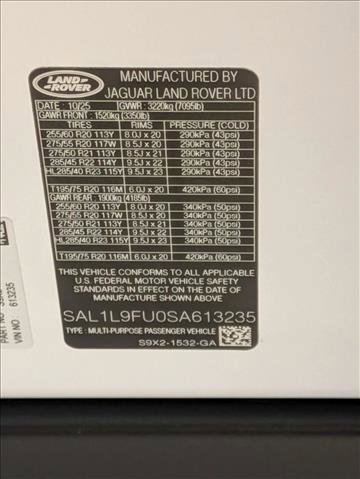 LAND ROVER
MANUFACTURED BY
JAGUAR LAND ROVER LTD
DATE : 10/25 GVWR : 3220kg (7095lb)
GAWR FRONT : 1520kg (3350lb)
TIRES RIMS PRESSURE (COLD)
255/60 R20 113Y 8.0J x 20 290kPa (43psi)
275/55 R20 117W 8.5J x 20 290kPa (43psi)
275/50 R21 113Y 8.5J x 21 290kPa (43psi)
285/45 R22 114Y 9.5J x 22 290kPa (43psi)
HL285/40 R23 115Y 9.5J x 23 290kPa (43psi)
T195/75 R20 116M 6.0J x 20 420kPa (60psi)
GAWR REAR : 1900kg (4185lb)
255/60 R20 113Y 8.0J x 20 340kPa (50psi)
275/55 R20 117W 8.5J x 20 340kPa (50psi)
275/50 R21 113Y 8.5J x 21 340kPa (50psi)
285/45 R22 114Y 9.5J x 22 340kPa (50psi)
HL285/40 R23 115Y 9.5J x 23 340kPa (50psi)
T195/75 R20 116M 6.0J x 20 420kPa (60psi)
THIS VEHICLE CONFORMS TO ALL APPLICABLE
U.S. FEDERAL MOTOR VEHICLE SAFETY
STANDARDS IN EFFECT ON THE DATE OF
MANUFACTURE SHOWN ABOVE
SAL1L9FU0SA613235
TYPE : MULTI-PURPOSE PASSENGER VEHICLE
S9X2-1532-GA
PART NO
VIN NO : 613235